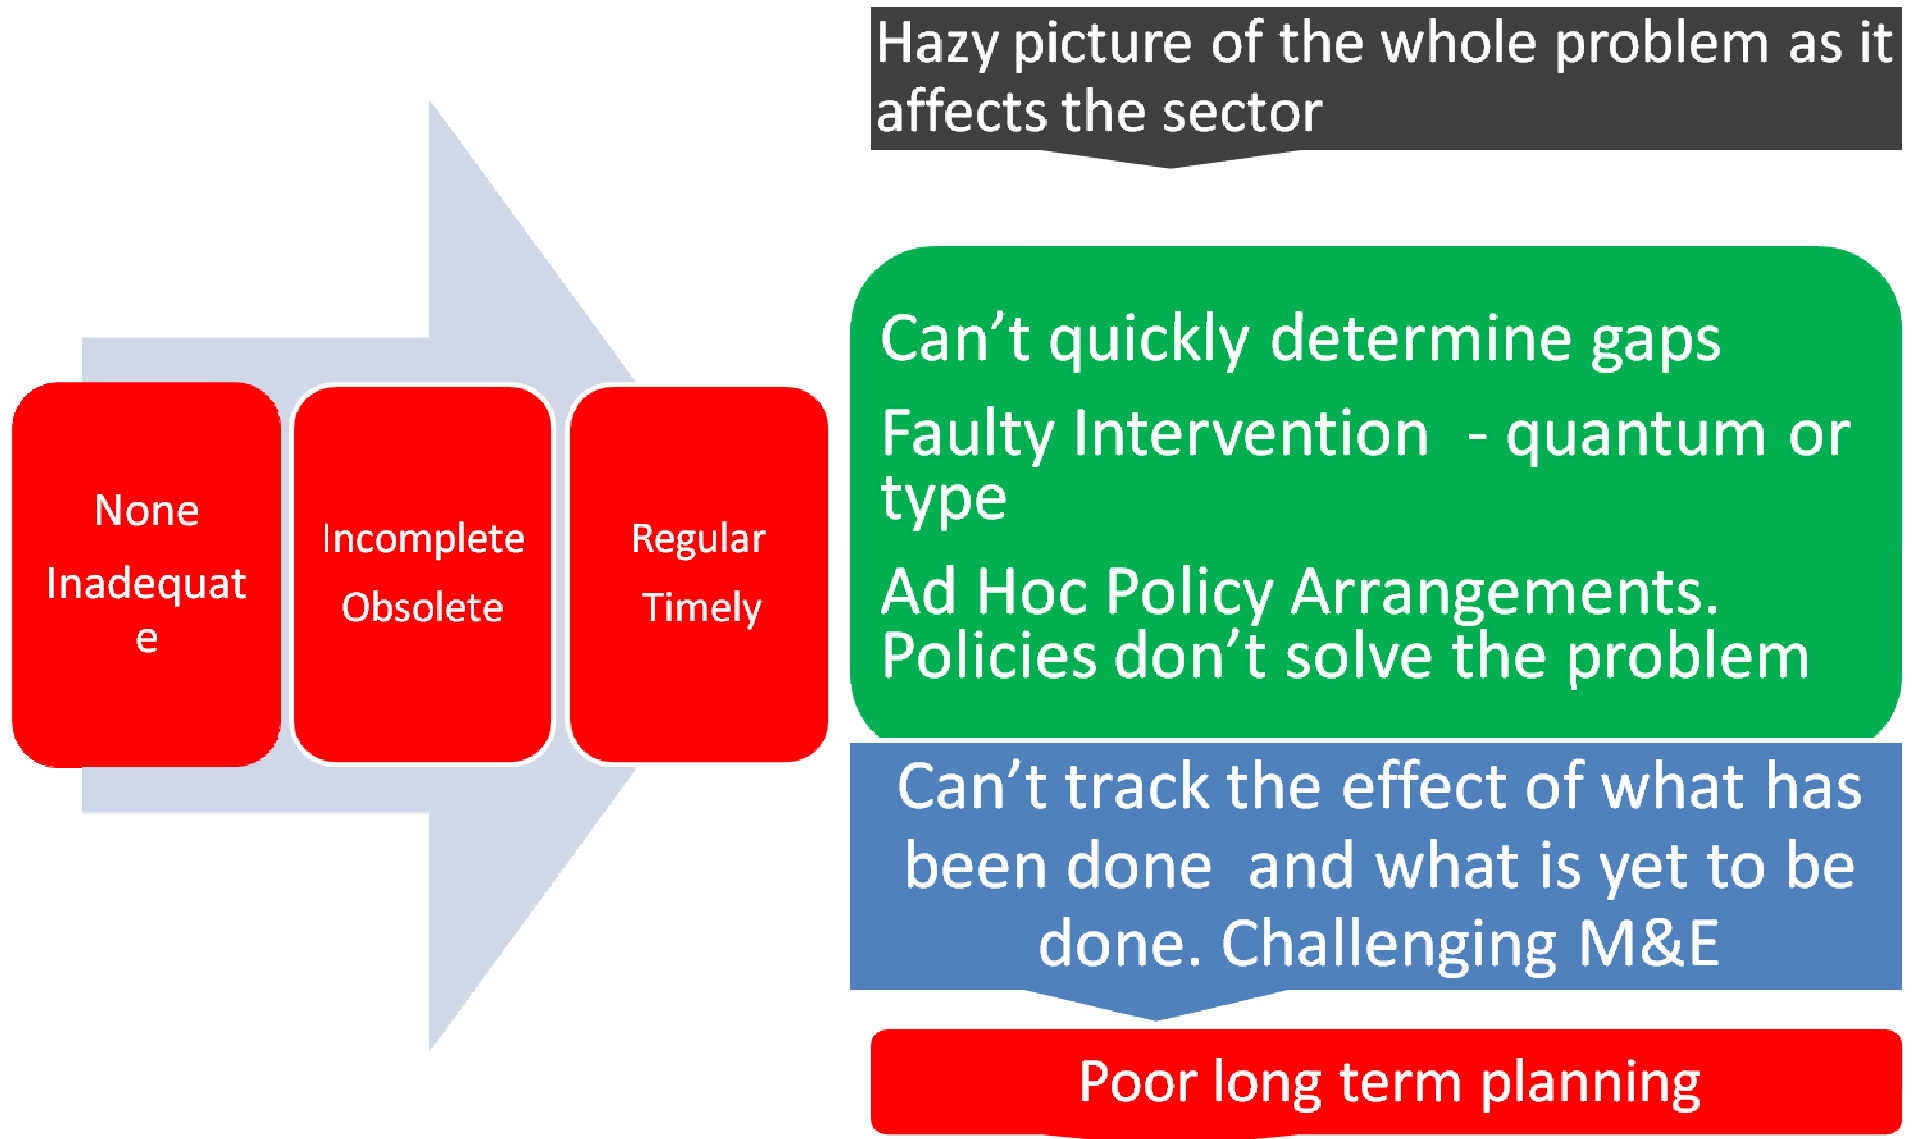 Hazy picture of the whole problem as it
affects the sector
None
Inadequat
e
Incomplete
Obsolete
Regular
Timely
Can’t quickly determine gaps
Faulty Intervention  - quantum or
type
Ad Hoc Policy Arrangements.
Policies don’t solve the problem
Can’t track the effect of what has
been done  and what is yet to be
done. Challenging M&E
Poor long term planning